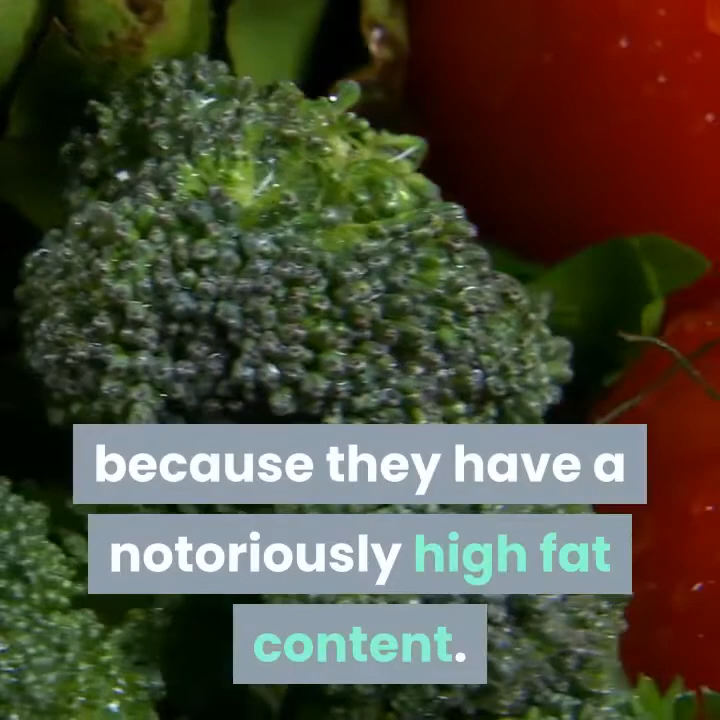 because they have a
notoriously high fat
content.